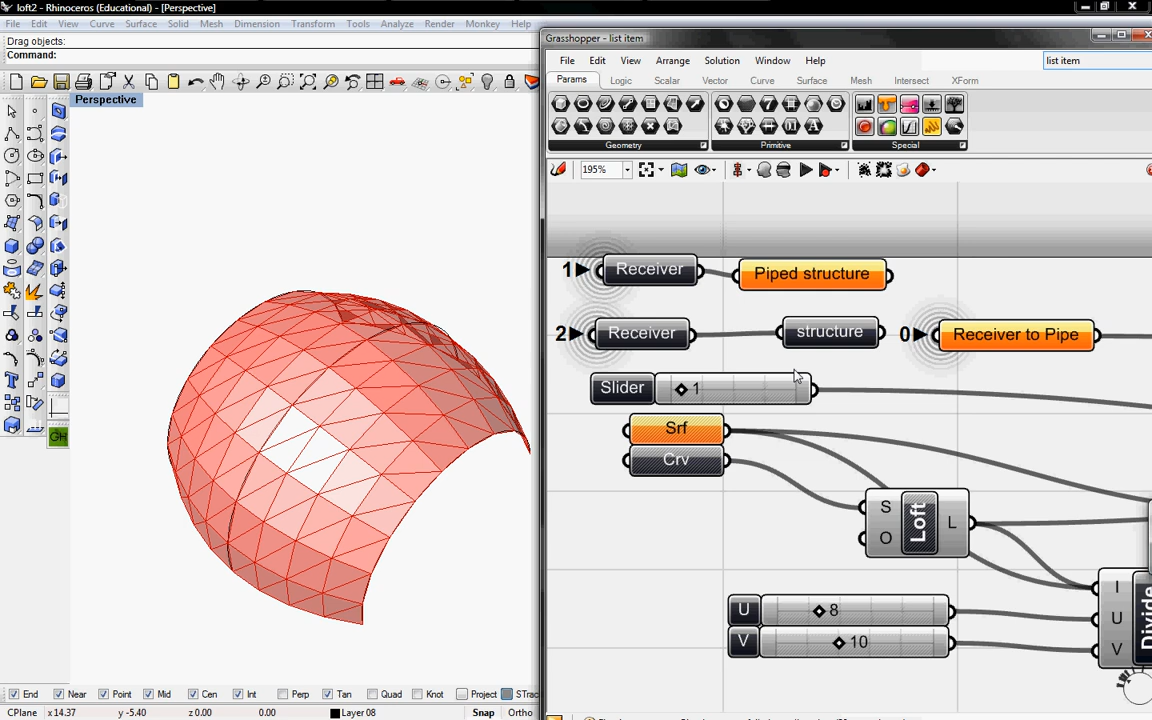 loft2 - Rhinoceros (Educational) - [Perspective]
File Edit View Curve Surface Solid Mesh Dimension Transform Tools Analyze Render Monkey Help
Drag objects:
Command:
Perspective
GH
T
End Near Point Mid Cen Int Perp Tan Quad Knot Project STrac
CPlane x 14.37 y -5.40 z 0.00 0.00 Layer 08 Snap Ortho
Grasshopper - list item
File Edit View Arrange Solution Window Help
list item
Params Logic Scalar Vector Curve Surface Mesh Intersect XForm
Geometry Primitive Special
195%
1 Receiver Piped structure
2 Receiver structure 0 Receiver to Pipe
Slider 1
Srf
Crv
S O Loft L
U 8
V 10
I U V Divide